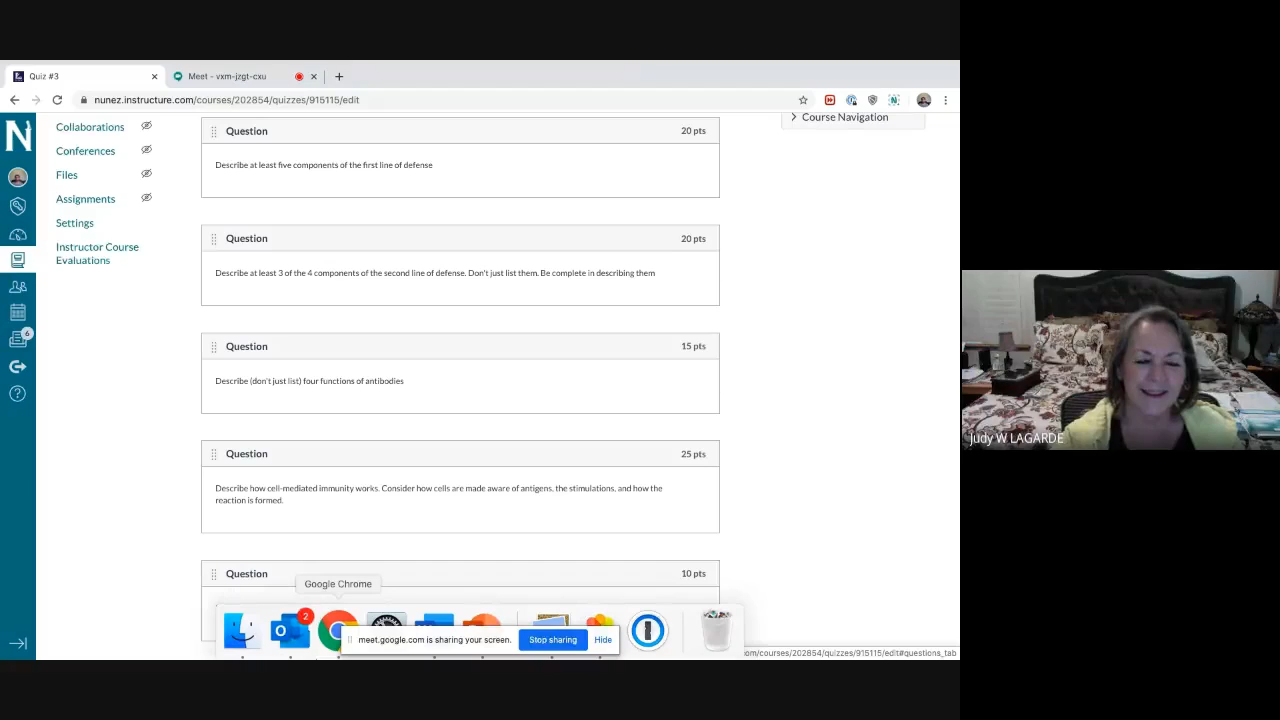 Quiz #3
Meet - vxm-jzgt-cxu
nunez.instructure.com/courses/202854/quizzes/915115/edit
N
Collaborations
Conferences
Files
Assignments
Settings
Instructor Course
Evaluations
6
Course Navigation
Question 20 pts
Describe at least five components of the first line of defense
Question 20 pts
Describe at least 3 of the 4 components of the second line of defense. Don't just list them. Be complete in describing them
Question 15 pts
Describe (don't just list) four functions of antibodies
Question 25 pts
Describe how cell-mediated immunity works. Consider how cells are made aware of antigens, the stimulations, and how the
reaction is formed.
Question 10 pts
Google Chrome
2
meet.google.com is sharing your screen. Stop sharing Hide
om/courses/202854/quizzes/915115/edit#questions_tab
Judy W LAGARDE